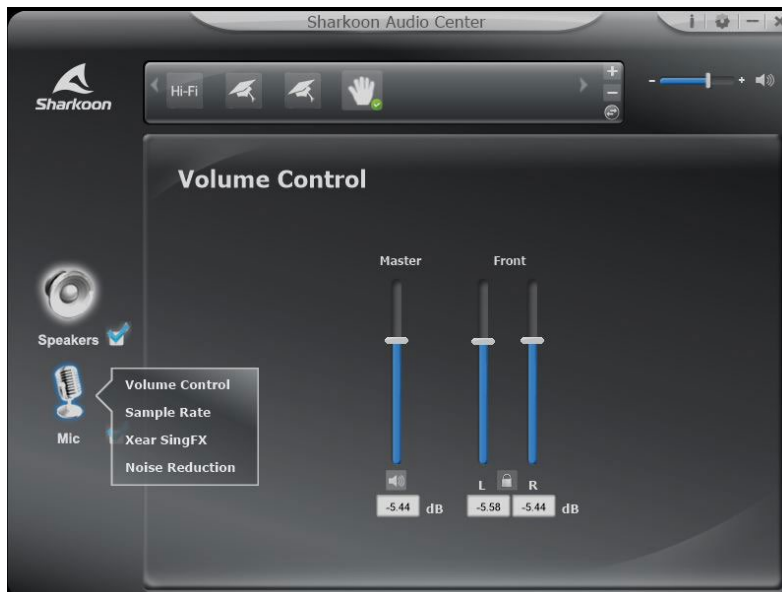 Sharkoon Audio Center
Sharkoon
Hi-Fi
Volume Control
Master
Front
Speakers
Volume Control
Sample Rate
Mic
Xear SingFX
Noise Reduction
L
R
-5.44 dB
-5.58
-5.44 dB